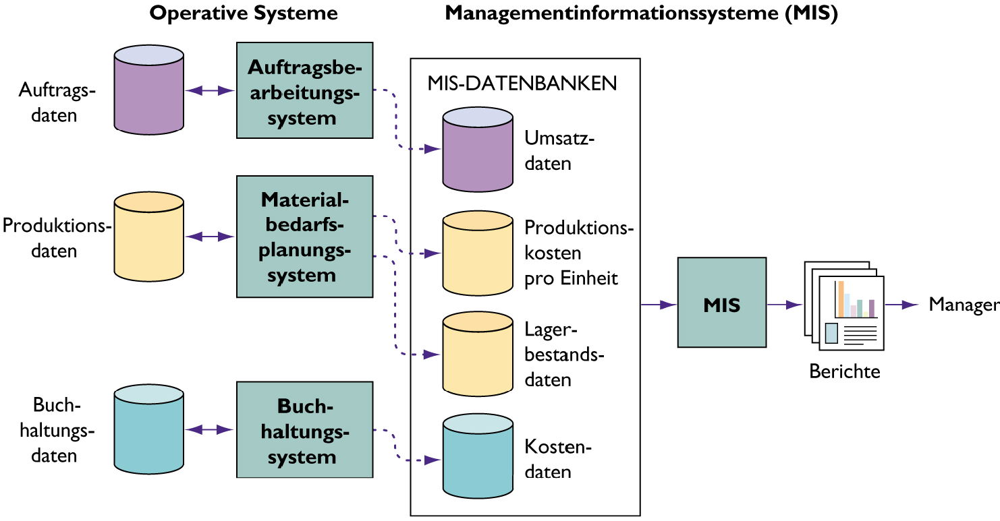 Operative Systeme
Managementinformationssysteme (MIS)
Auftrags-
daten
Auftragsbe-
arbeitungs-
system
Produktions-
daten
Material-
bedarfs-
planungs-
system
Buch-
haltungs-
daten
Buch-
haltungs-
system
MIS-DATENBANKEN
Umsatz-
daten
Produktions-
kosten
pro Einheit
Lager-
bestands-
daten
Kosten-
daten
MIS
Berichte
Manager